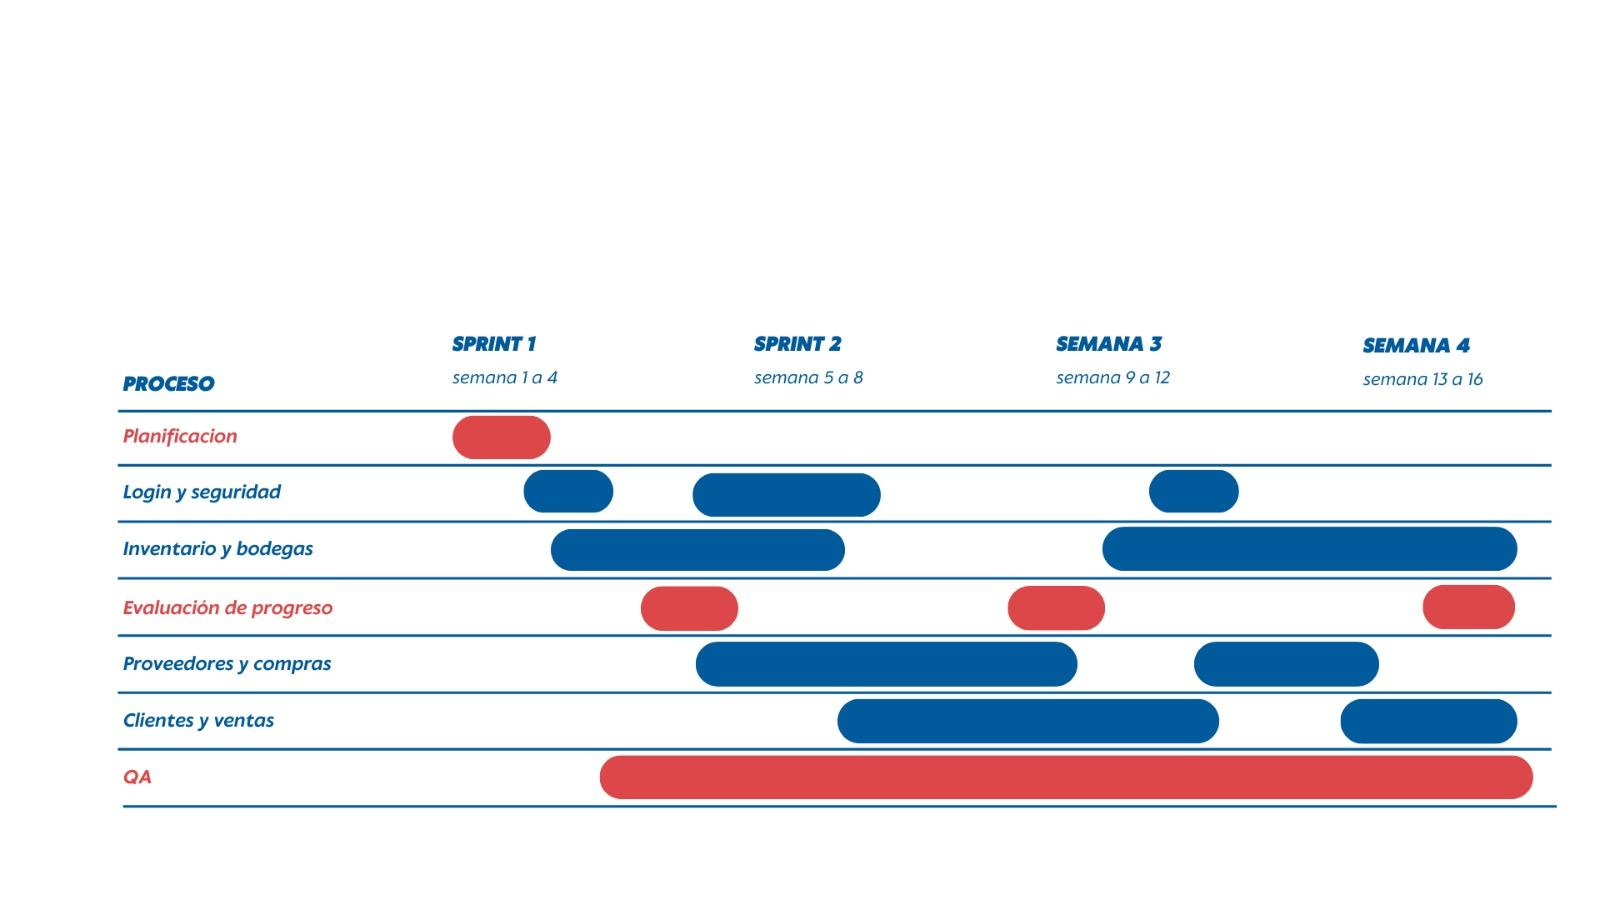 SPRINT 1
SPRINT 2
SEMANA 3
SEMANA 4
semana 1 a 4
semana 5 a 8
semana 9 a 12
semana 13 a 16
PROCESO
Planificacion
Login y seguridad
Inventario y bodegas
Evaluación de progreso
Proveedores y compras
Clientes y ventas
QA